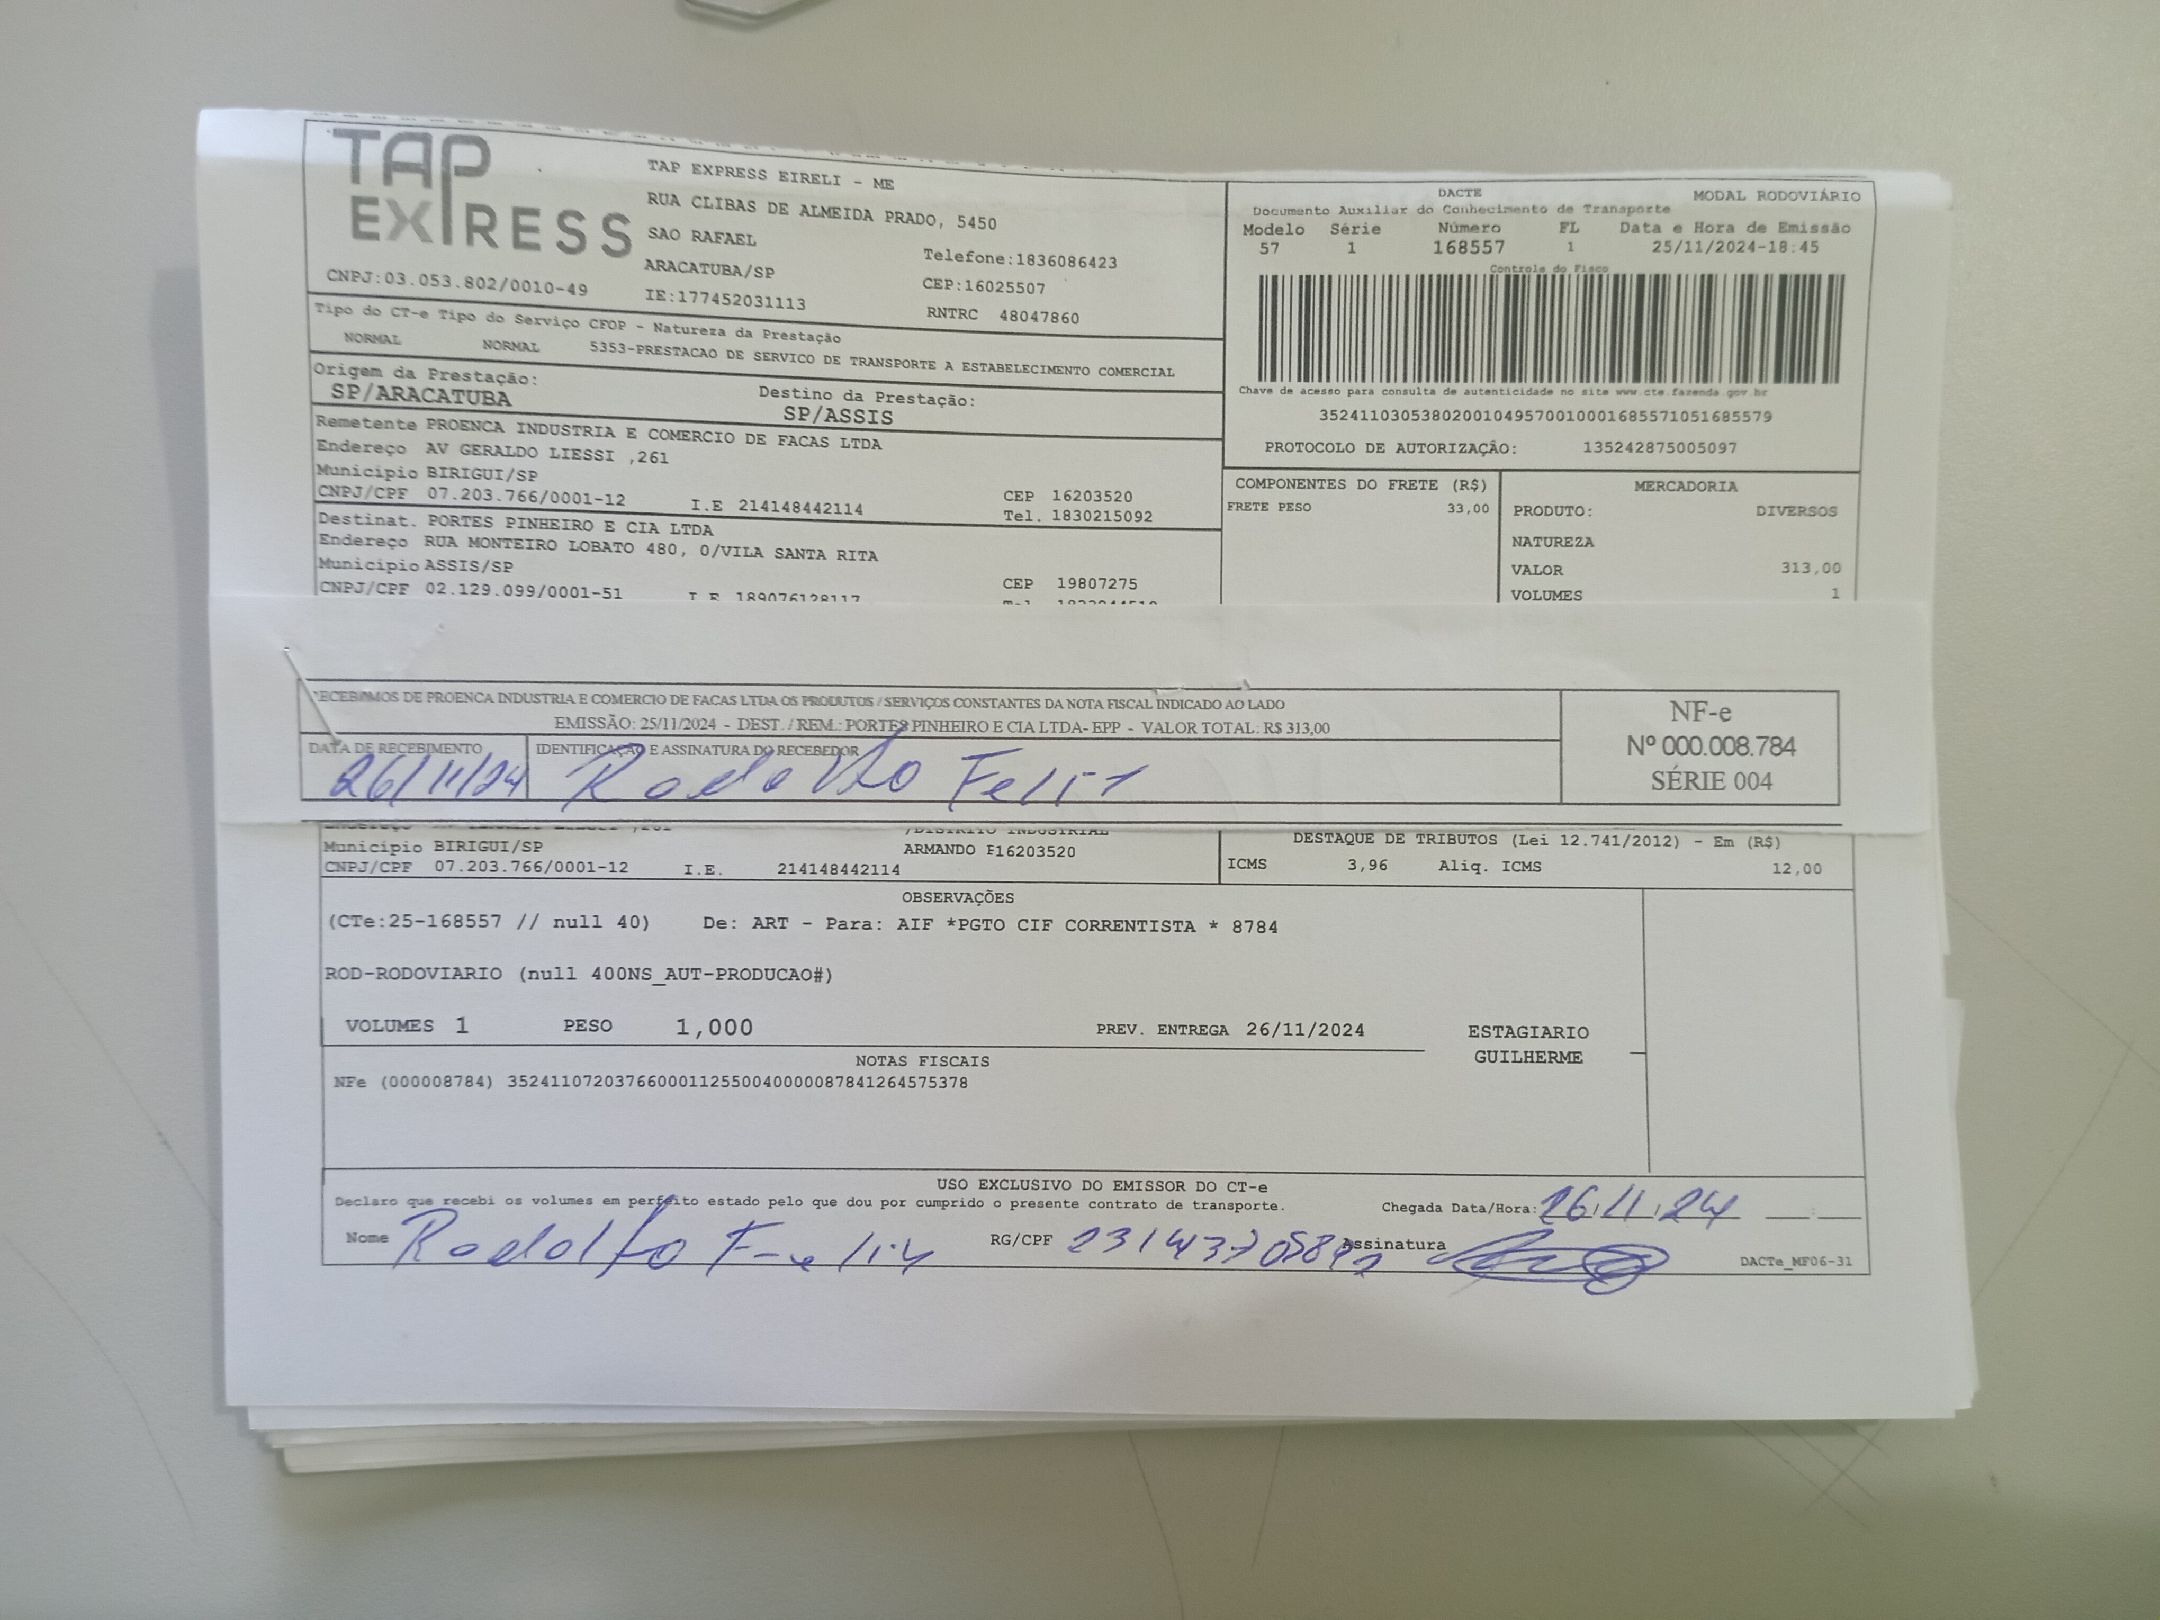 TAP
EXPRESS
TAP EXPRESS EIRELI - ME
RUA CLIBAS DE ALMEIDA PRADO, 5450
SAO RAFAEL
ARACATUBA/SP
Telefone:1836086423
CEP:16025507
CNPJ:03.053.802/0010-49
IE:177452031113
RNTRC 48047860
DACTE
MODAL RODOVIÁRIO
Documento Auxiliar do Conhecimento de Transporte
Modelo Série Número FL Data e Hora de Emissão
57 1 168557 1 25/11/2024-18:45
Controle do Fisco
Chave de acesso para consulta de autenticidade no site www.cte.fazenda.gov.br
35241103053802001049570010001685571051685579
PROTOCOLO DE AUTORIZAÇÃO: 135242875005097
Tipo do CT-e Tipo do Serviço CFOP - Natureza da Prestação
NORMAL NORMAL 5353-PRESTACAO DE SERVICO DE TRANSPORTE A ESTABELECIMENTO COMERCIAL
Origem da Prestação: Destino da Prestação:
SP/ARACATUBA SP/ASSIS
Remetente PROENCA INDUSTRIA E COMERCIO DE FACAS LTDA
Endereço AV GERALDO LIESSI ,261
Municipio BIRIGUI/SP
CNPJ/CPF 07.203.766/0001-12 I.E 214148442114
CEP 16203520
Tel. 1830215092
Destinat. PORTES PINHEIRO E CIA LTDA
Endereço RUA MONTEIRO LOBATO 480, 0/VILA SANTA RITA
Municipio ASSIS/SP
CNPJ/CPF 02.129.099/0001-51 I.E 189076128117
CEP 19807275
COMPONENTES DO FRETE (R$)
FRETE PESO 33,00
MERCADORIA
PRODUTO: DIVERSOS
NATUREZA
VALOR 313,00
VOLUMES 1
RECEBEMOS DE PROENCA INDUSTRIA E COMERCIO DE FACAS LTDA OS PRODUTOS / SERVIÇOS CONSTANTES DA NOTA FISCAL INDICADO AO LADO
EMISSÃO: 25/11/2024 - DEST. / REM.: PORTES PINHEIRO E CIA LTDA- EPP - VALOR TOTAL: R$ 313,00
DATA DE RECEBIMENTO IDENTIFICAÇÃO E ASSINATURA DO RECEBEDOR
26/11/24 Rodolfo Felix
NF-e
Nº 000.008.784
SÉRIE 004
/DISTRITO INDUSTRIAL
Municipio BIRIGUI/SP ARMANDO F16203520
CNPJ/CPF 07.203.766/0001-12 I.E. 214148442114
DESTAQUE DE TRIBUTOS (Lei 12.741/2012) - Em (R$)
ICMS 3,96 Aliq. ICMS 12,00
OBSERVAÇÕES
(CTe:25-168557 // null 40) De: ART - Para: AIF *PGTO CIF CORRENTISTA * 8784
ROD-RODOVIARIO (null 400NS_AUT-PRODUCAO#)
VOLUMES 1 PESO 1,000 PREV. ENTREGA 26/11/2024
ESTAGIARIO
GUILHERME
NOTAS FISCAIS
NFe (000008784) 35241107203766000112550040000087841264575378
USO EXCLUSIVO DO EMISSOR DO CT-e
Declaro que recebi os volumes em perfeito estado pelo que dou por cumprido o presente contrato de transporte.
Chegada Data/Hora: 26/11/24
Nome Rodolfo Felix RG/CPF Assinatura
DACTe_MF06-31